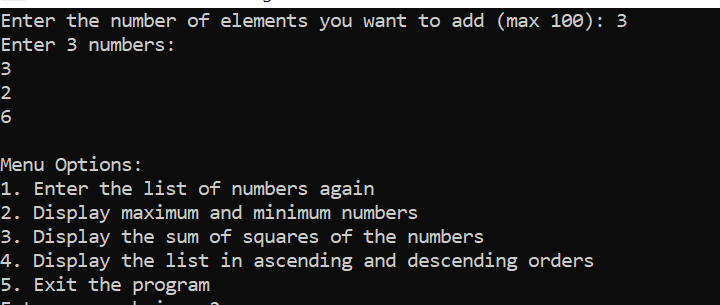 Enter the number of elements you want to add (max 100): 3
Enter 3 numbers:
3
2
6
Menu Options:
1. Enter the list of numbers again
2. Display maximum and minimum numbers
3. Display the sum of squares of the numbers
4. Display the list in ascending and descending orders
5. Exit the program